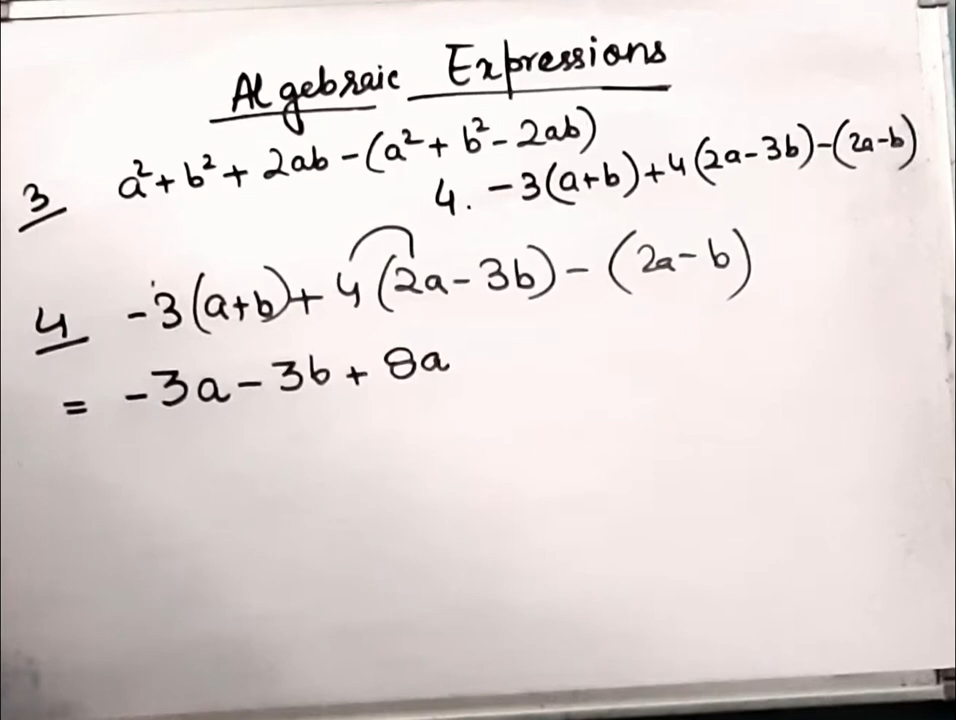 Algebraic Expressions
3 a²+b²+2ab-(a²+b²-2ab)
4. -3(a+b)+4(2a-3b)-(2a-b)
4 -3(a+b)+4(2a-3b)-(2a-b)
= -3a-3b+8a